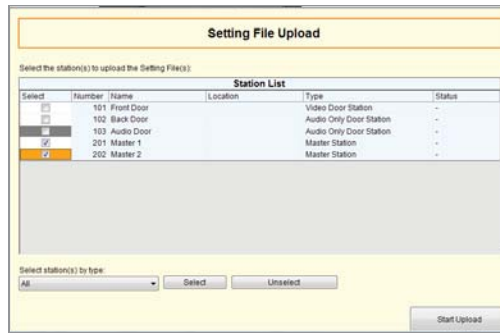 Setting File Upload
Select the station(s) to upload the Setting File(s):
Station List
Select Number Name Location Type Status
101 Front Door Video Door Station -
102 Back Door Audio Only Door Station -
103 Audio Door Audio Only Door Station -
201 Master 1 Master Station -
202 Master 2 Master Station -
Select station(s) by type:
All Select Unselect
Start Upload